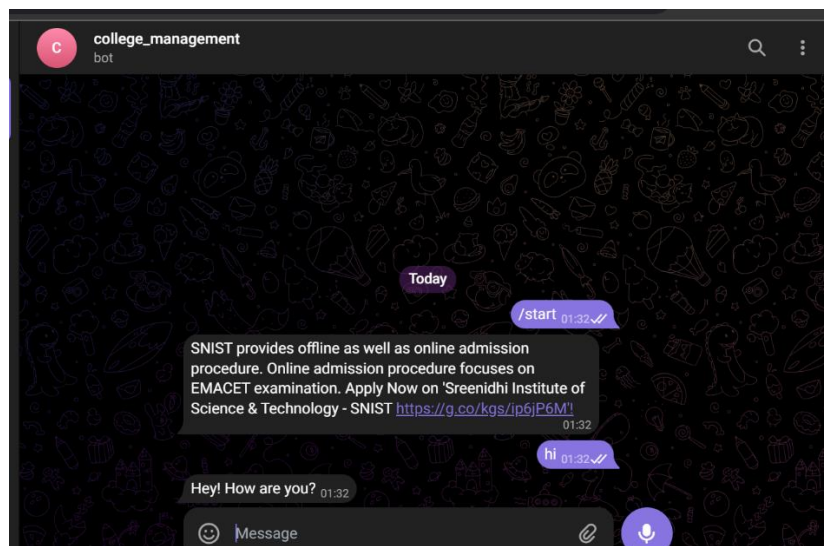 C
college_management
bot
Today
/start 01:32
SNIST provides offline as well as online admission
procedure. Online admission procedure focuses on
EMACET examination. Apply Now on 'Sreenidhi Institute of
Science & Technology - SNIST https://g.co/kgs/ip6jP6M'!
01:32
hi 01:32
Hey! How are you? 01:32
Message